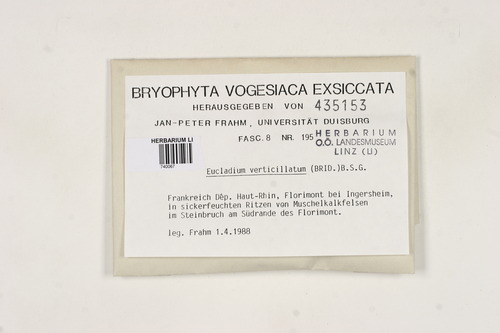 BRYOPHYTA VOGESIACA EXSICCATA
HERAUSGEGEBEN VON 435153
JAN-PETER FRAHM, UNIVERSITÄT DUISBURG
FASC. 8 NR. 195
HERBARIUM
O.Ö. LANDESMUSEUM
LINZ (LI)
HERBARIUM LI
740087
Eucladium verticillatum (BRID.)B.S.G.
Frankreich Dêp. Haut-Rhin, Florimont bei Ingersheim,
in sickerfeuchten Ritzen von Muschelkalkfelsen
im Steinbruch am Südrande des Florimont.
leg. Frahm 1.4.1988